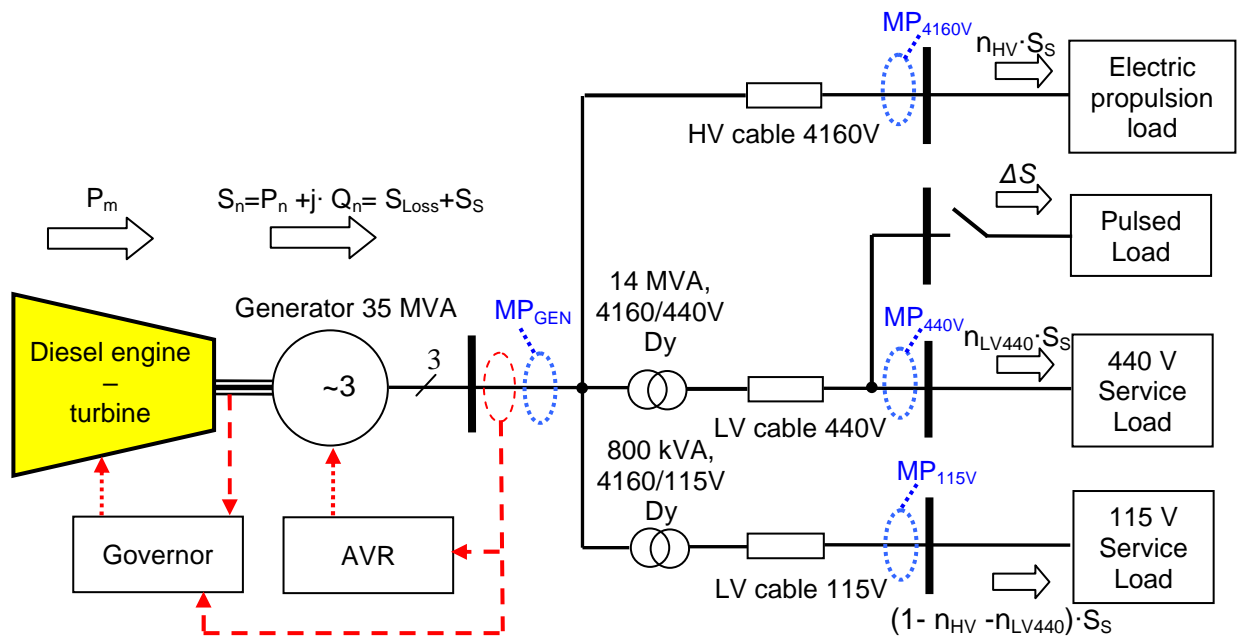 MP4160V
nHV·SS
Electric
propulsion
load
HV cable 4160V
Pm
Sn=Pn +j· Qn= SLoss+SS
ΔS
Pulsed
Load
14 MVA,
4160/440V
Dy
Generator 35 MVA
MPGEN
MP440V
nLV440·SS
Diesel engine
–
turbine
~3
3
440 V
Service
Load
LV cable 440V
800 kVA,
4160/115V
Dy
MP115V
Governor
AVR
115 V
Service
Load
LV cable 115V
(1- nHV -nLV440)·SS